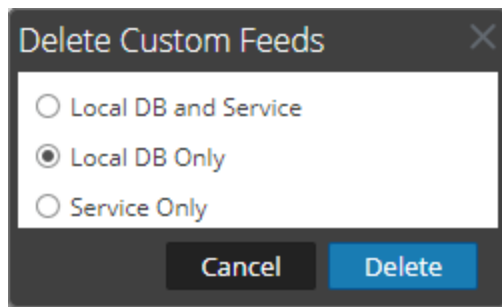 Delete Custom Feeds
Local DB and Service
Local DB Only
Service Only
Cancel Delete